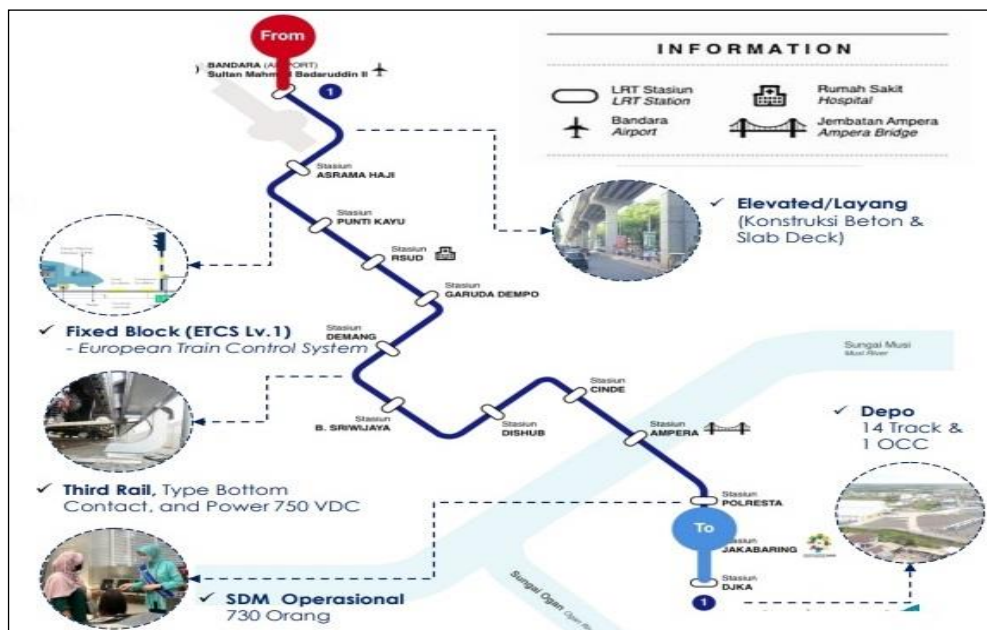 From
BANDARA (AIRPORT)
Sultan Mahmud Badaruddin II
1
INFORMATION
LRT Stasiun
LRT Station
Rumah Sakit
Hospital
Bandara
Airport
Jembatan Ampera
Ampera Bridge
Stasiun
ASRAMA HAJI
Stasiun
PUNTI KAYU
Stasiun
RSUD
Stasiun
GARUDA DEMPO
✓ Elevated/Layang
(Konstruksi Beton &
Slab Deck)
✓ Fixed Block (ETCS Lv.1)
- European Train Control System
Stasiun
DEMANG
Stasiun
B. SRIWIJAYA
Stasiun
DISHUB
Stasiun
CINDE
Stasiun
AMPERA
Sungai Musi
Musi River
✓ Depo
14 Track &
1 OCC
✓ Third Rail, Type Bottom
Contact, and Power 750 VDC
Stasiun
POLRESTA
To
Stasiun
JAKABARING
Stasiun
DJKA
1
✓ SDM Operasional
730 Orang
Sungai Ogan